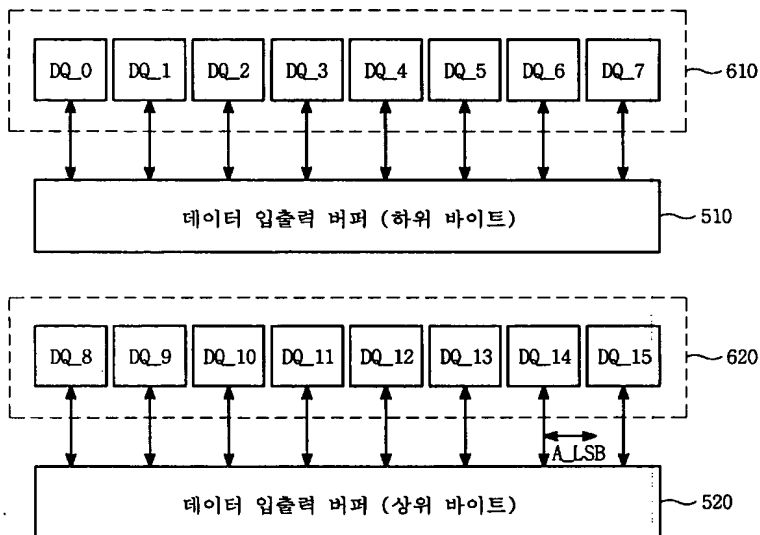 DQ_0 DQ_1 DQ_2 DQ_3 DQ_4 DQ_5 DQ_6 DQ_7 610
데이터 입출력 버퍼 (하위 바이트) 510
DQ_8 DQ_9 DQ_10 DQ_11 DQ_12 DQ_13 DQ_14 DQ_15 620
A_LSB
데이터 입출력 버퍼 (상위 바이트) 520